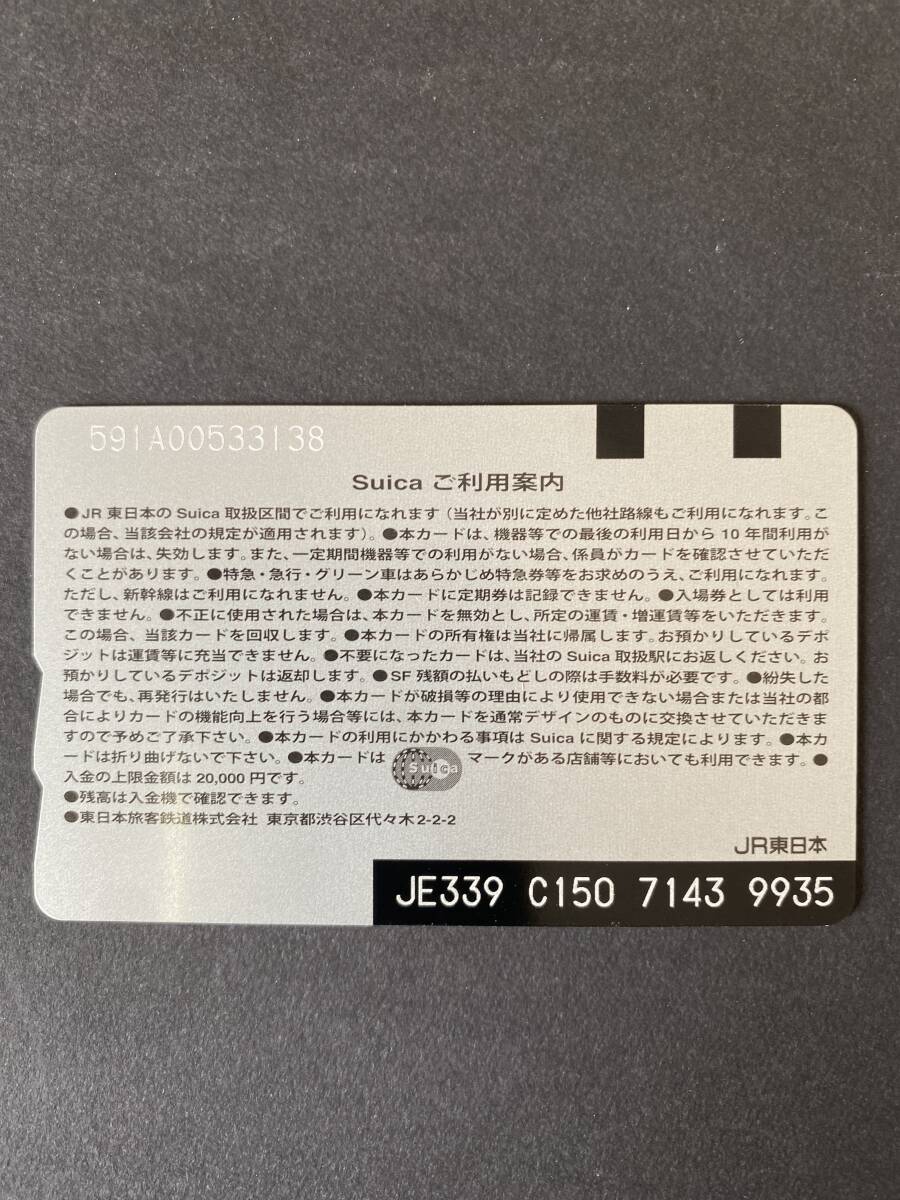 591A00533138
Suica ご利用案内
●JR 東日本の Suica 取扱区間でご利用になれます（当社が別に定めた他社路線もご利用になれます。こ
の場合、当該会社の規定が適用されます）。●本カードは、機器等での最後の利用日から 10 年間利用が
ない場合は、失効します。また、一定期間機器等での利用がない場合、係員がカードを確認させていただ
くことがあります。●特急・急行・グリーン車はあらかじめ特急券等をお求めのうえ、ご利用になれます。
ただし、新幹線はご利用になれません。●本カードに定期券は記録できません。●入場券としては利用
できません。●不正に使用された場合は、本カードを無効とし、所定の運賃・増運賃等をいただきます。
この場合、当該カードを回収します。●本カードの所有権は当社に帰属します。お預かりしているデポ
ジットは運賃等に充当できません。●不要になったカードは、当社の Suica 取扱駅にお返しください。お
預かりしているデポジットは返却します。●SF 残額の払いもどしの際は手数料が必要です。●紛失した
場合でも、再発行はいたしません。●本カードが破損等の理由により使用できない場合または当社の都
合によりカードの機能向上を行う場合等には、本カードを通常デザインのものに交換させていただきま
すので予めご了承下さい。●本カードの利用にかかわる事項は Suica に関する規定によります。●本カ
ードは折り曲げないで下さい。●本カードは Suica マークがある店舗等においても利用できます。●
入金の上限金額は 20,000 円です。
●残高は入金機で確認できます。
●東日本旅客鉄道株式会社 東京都渋谷区代々木2-2-2
JR東日本
JE339 C150 7143 9935